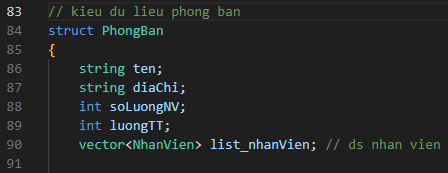 83 // kieu du lieu phong ban
84 struct PhongBan
85 {
86 string ten;
87 string diaChi;
88 int soLuongNV;
89 int luongTT;
90 vector<NhanVien> list_nhanVien; // ds nhan vien
91